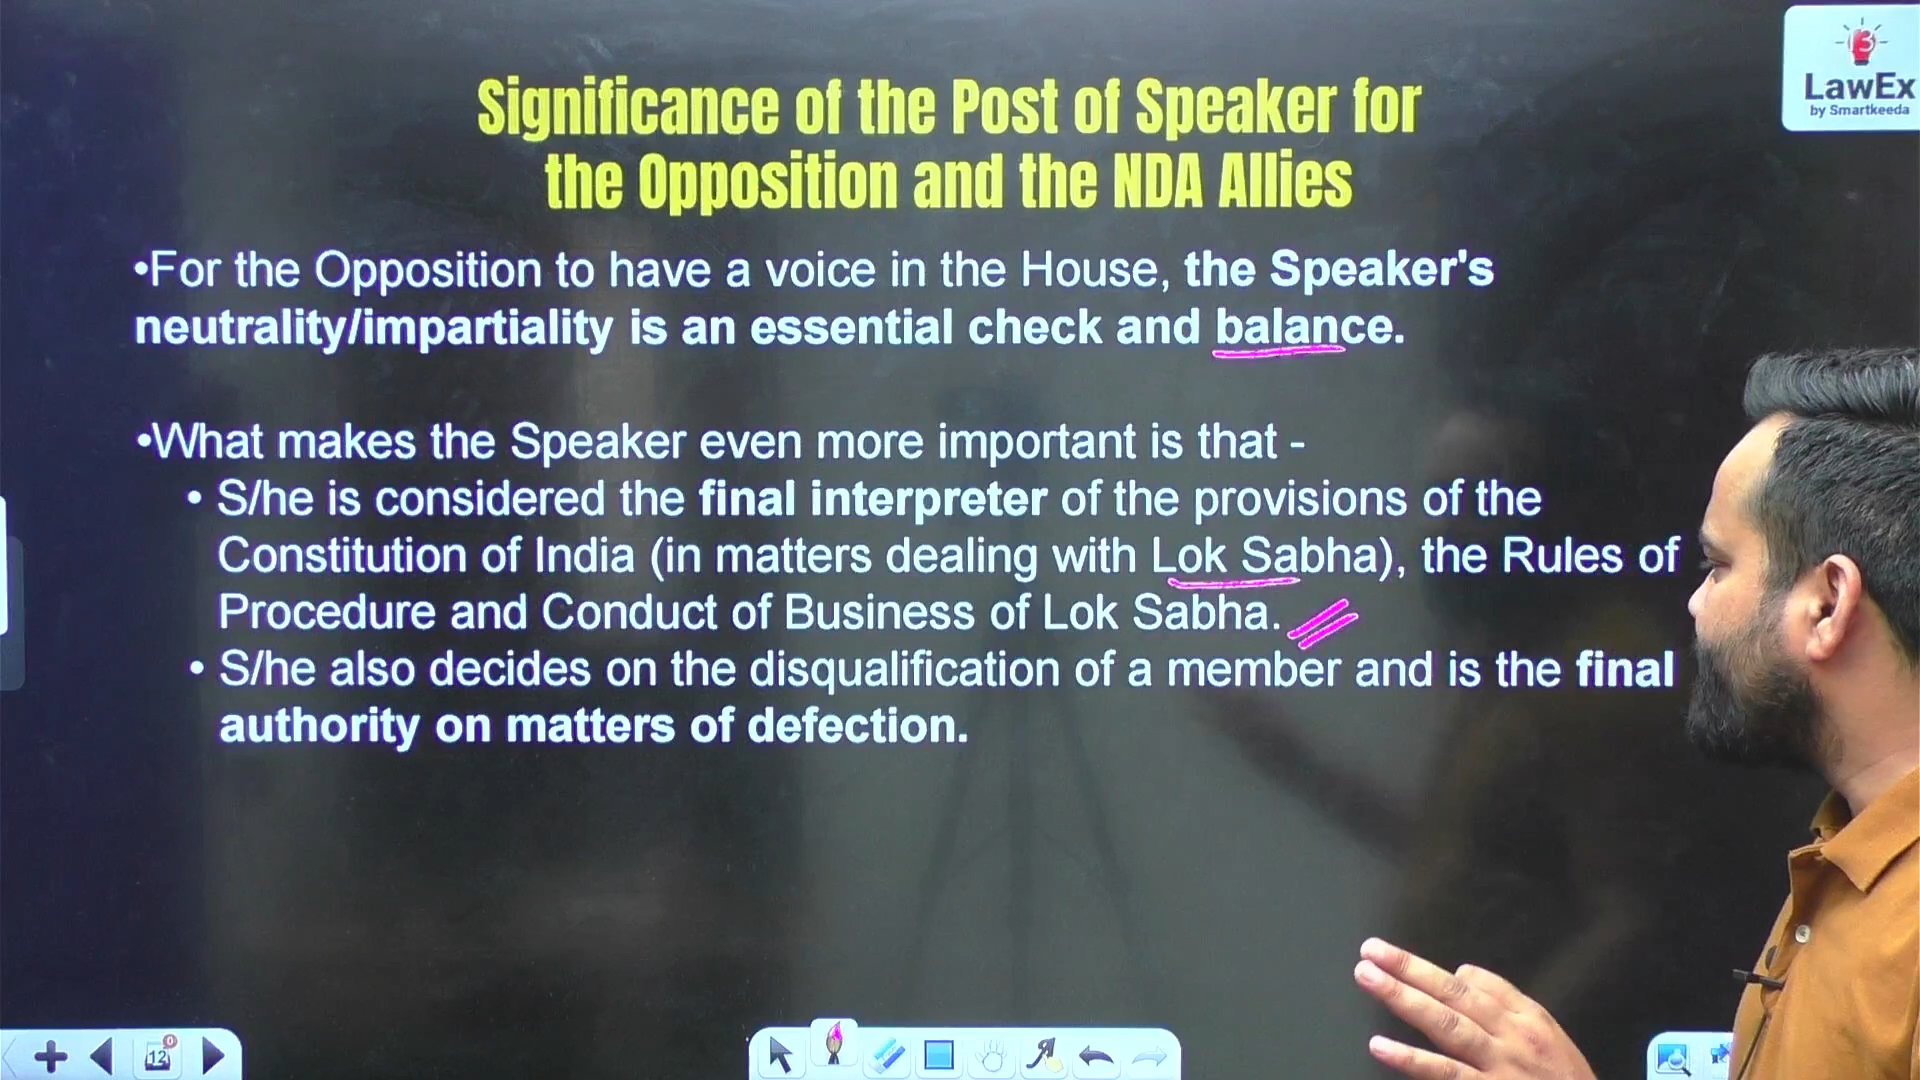 LawEx
by Smartkeeda
Significance of the Post of Speaker for
the Opposition and the NDA Allies
•For the Opposition to have a voice in the House, the Speaker's
neutrality/impartiality is an essential check and balance.
•What makes the Speaker even more important is that -
• S/he is considered the final interpreter of the provisions of the
Constitution of India (in matters dealing with Lok Sabha), the Rules of
Procedure and Conduct of Business of Lok Sabha.
• S/he also decides on the disqualification of a member and is the final
authority on matters of defection.
12
0